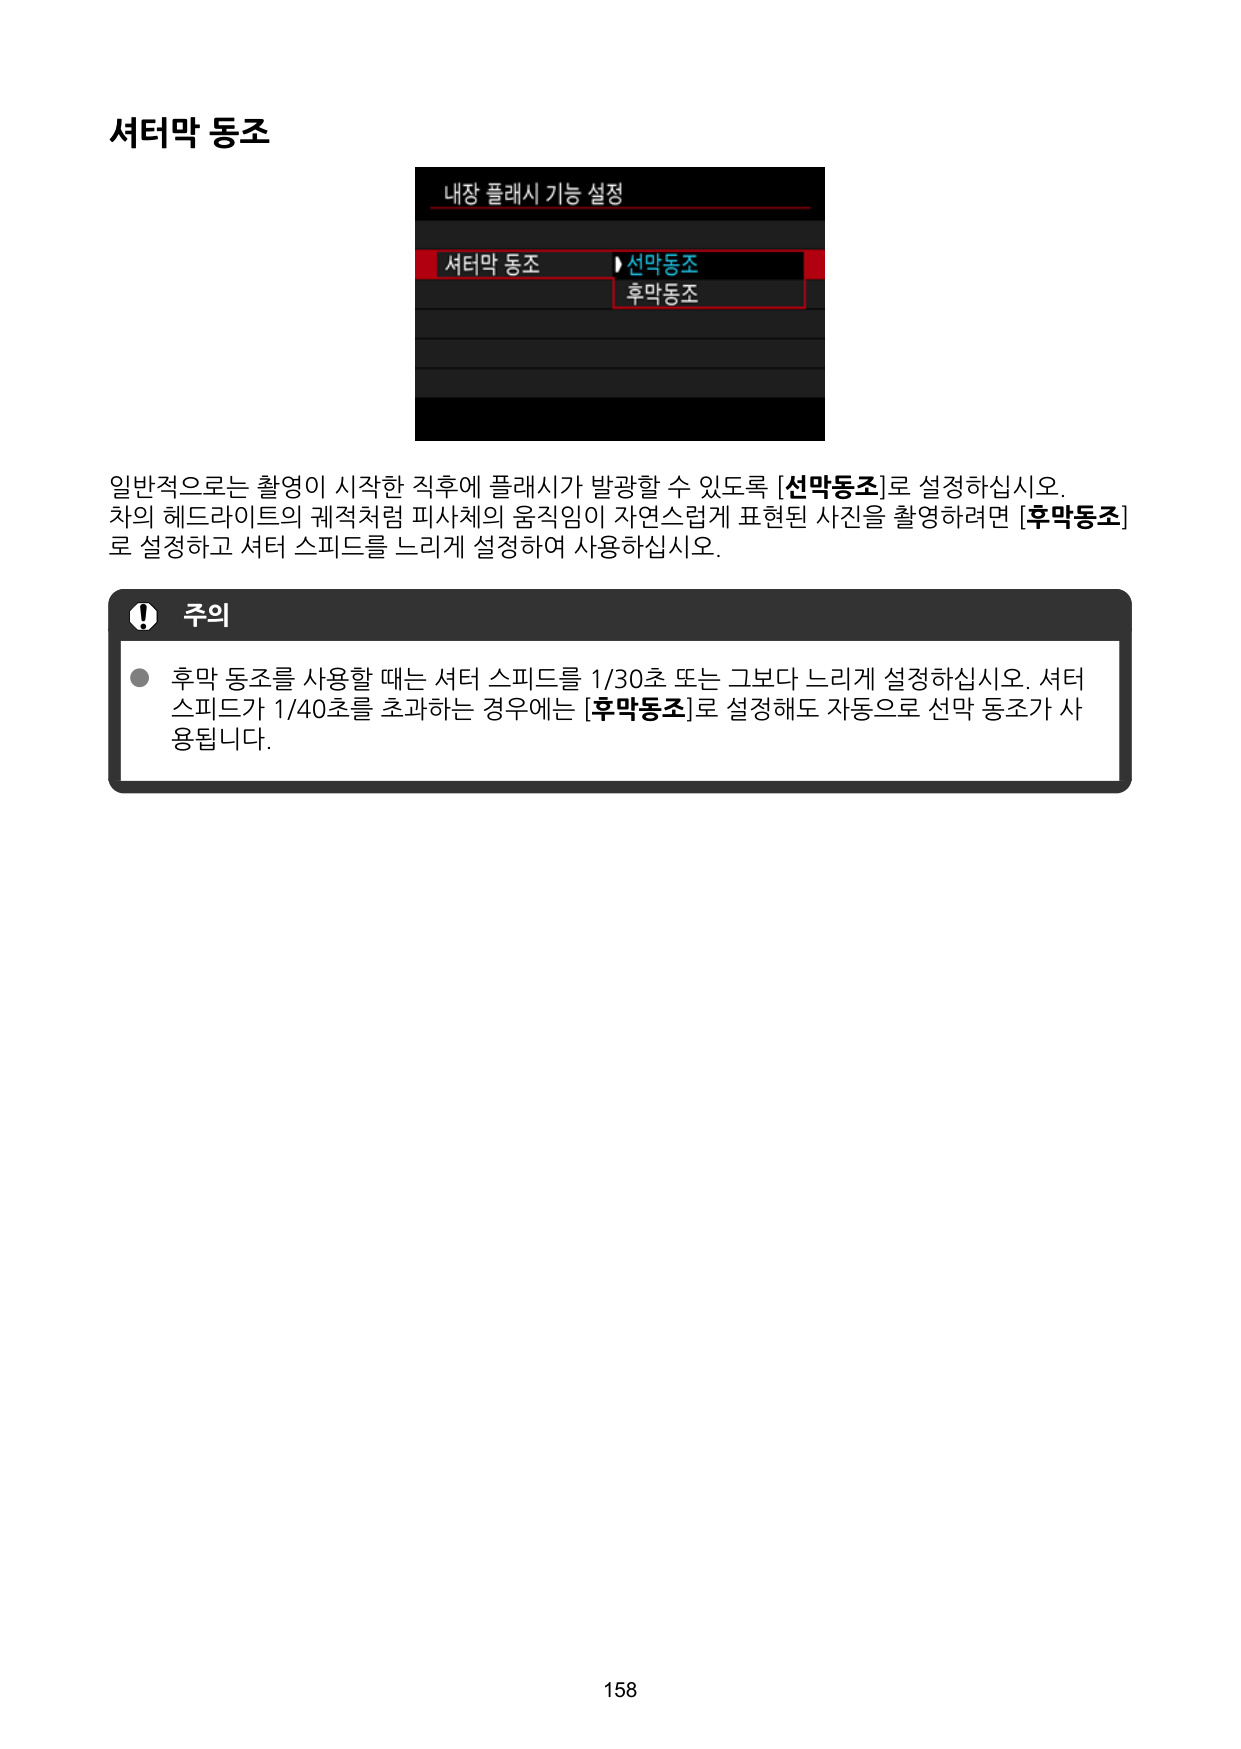 셔터막 동조
내장 플래시 기능 설정
셔터막 동조
선막동조
후막동조
일반적으로는 촬영이 시작한 직후에 플래시가 발광할 수 있도록 [선막동조]로 설정하십시오.
차의 헤드라이트의 궤적처럼 피사체의 움직임이 자연스럽게 표현된 사진을 촬영하려면 [후막동조]
로 설정하고 셔터 스피드를 느리게 설정하여 사용하십시오.
주의
● 후막 동조를 사용할 때는 셔터 스피드를 1/30초 또는 그보다 느리게 설정하십시오. 셔터
스피드가 1/40초를 초과하는 경우에는 [후막동조]로 설정해도 자동으로 선막 동조가 사
용됩니다.
158